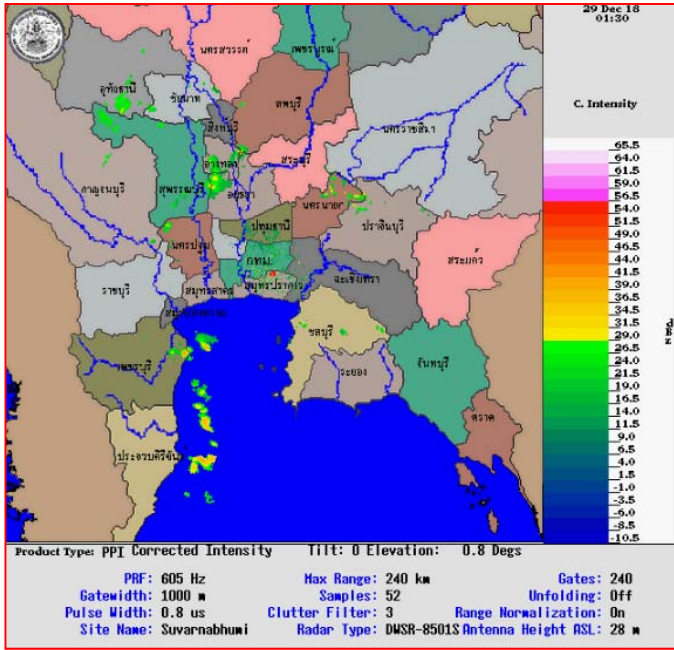 29 Dec 18
01:30
C. Intensity
65.5
64.0
61.5
59.0
56.5
54.0
51.5
49.0
46.5
44.0
41.5
39.0
36.5
34.0
31.5
29.0
26.5
24.0
21.5
19.0
16.5
14.0
11.5
9.0
6.5
4.0
1.5
-1.0
-3.5
-6.0
-8.5
-10.5
นครสวรรค์
เพชรบูรณ์
อุทัยธานี
ชัยนาท
ลพบุรี
สิงห์บุรี
นครราชสีมา
อ่างทอง
สระบุรี
กาญจนบุรี
สุพรรณบุรี
อยุธยา
นครนายก
ปราจีนบุรี
ปทุมธานี
นครปฐม
กทม.
สระแก้ว
ราชบุรี
สมุทรสาคร
สมุทรปราการ
ฉะเชิงเทรา
ชลบุรี
เพชรบุรี
ระยอง
จันทบุรี
ตราด
ประจวบคีรีขันธ์
Product Type: PPI Corrected Intensity Tilt: 0 Elevation: 0.8 Degs
PRF: 605 Hz Max Range: 240 km Gates: 240
Gatewidth: 1000 m Samples: 52 Unfolding: Off
Pulse Width: 0.8 us Clutter Filter: 3 Range Normalization: On
Site Name: Suvarnabhumi Radar Type: DWSR-8501S Antenna Height ASL: 28 m